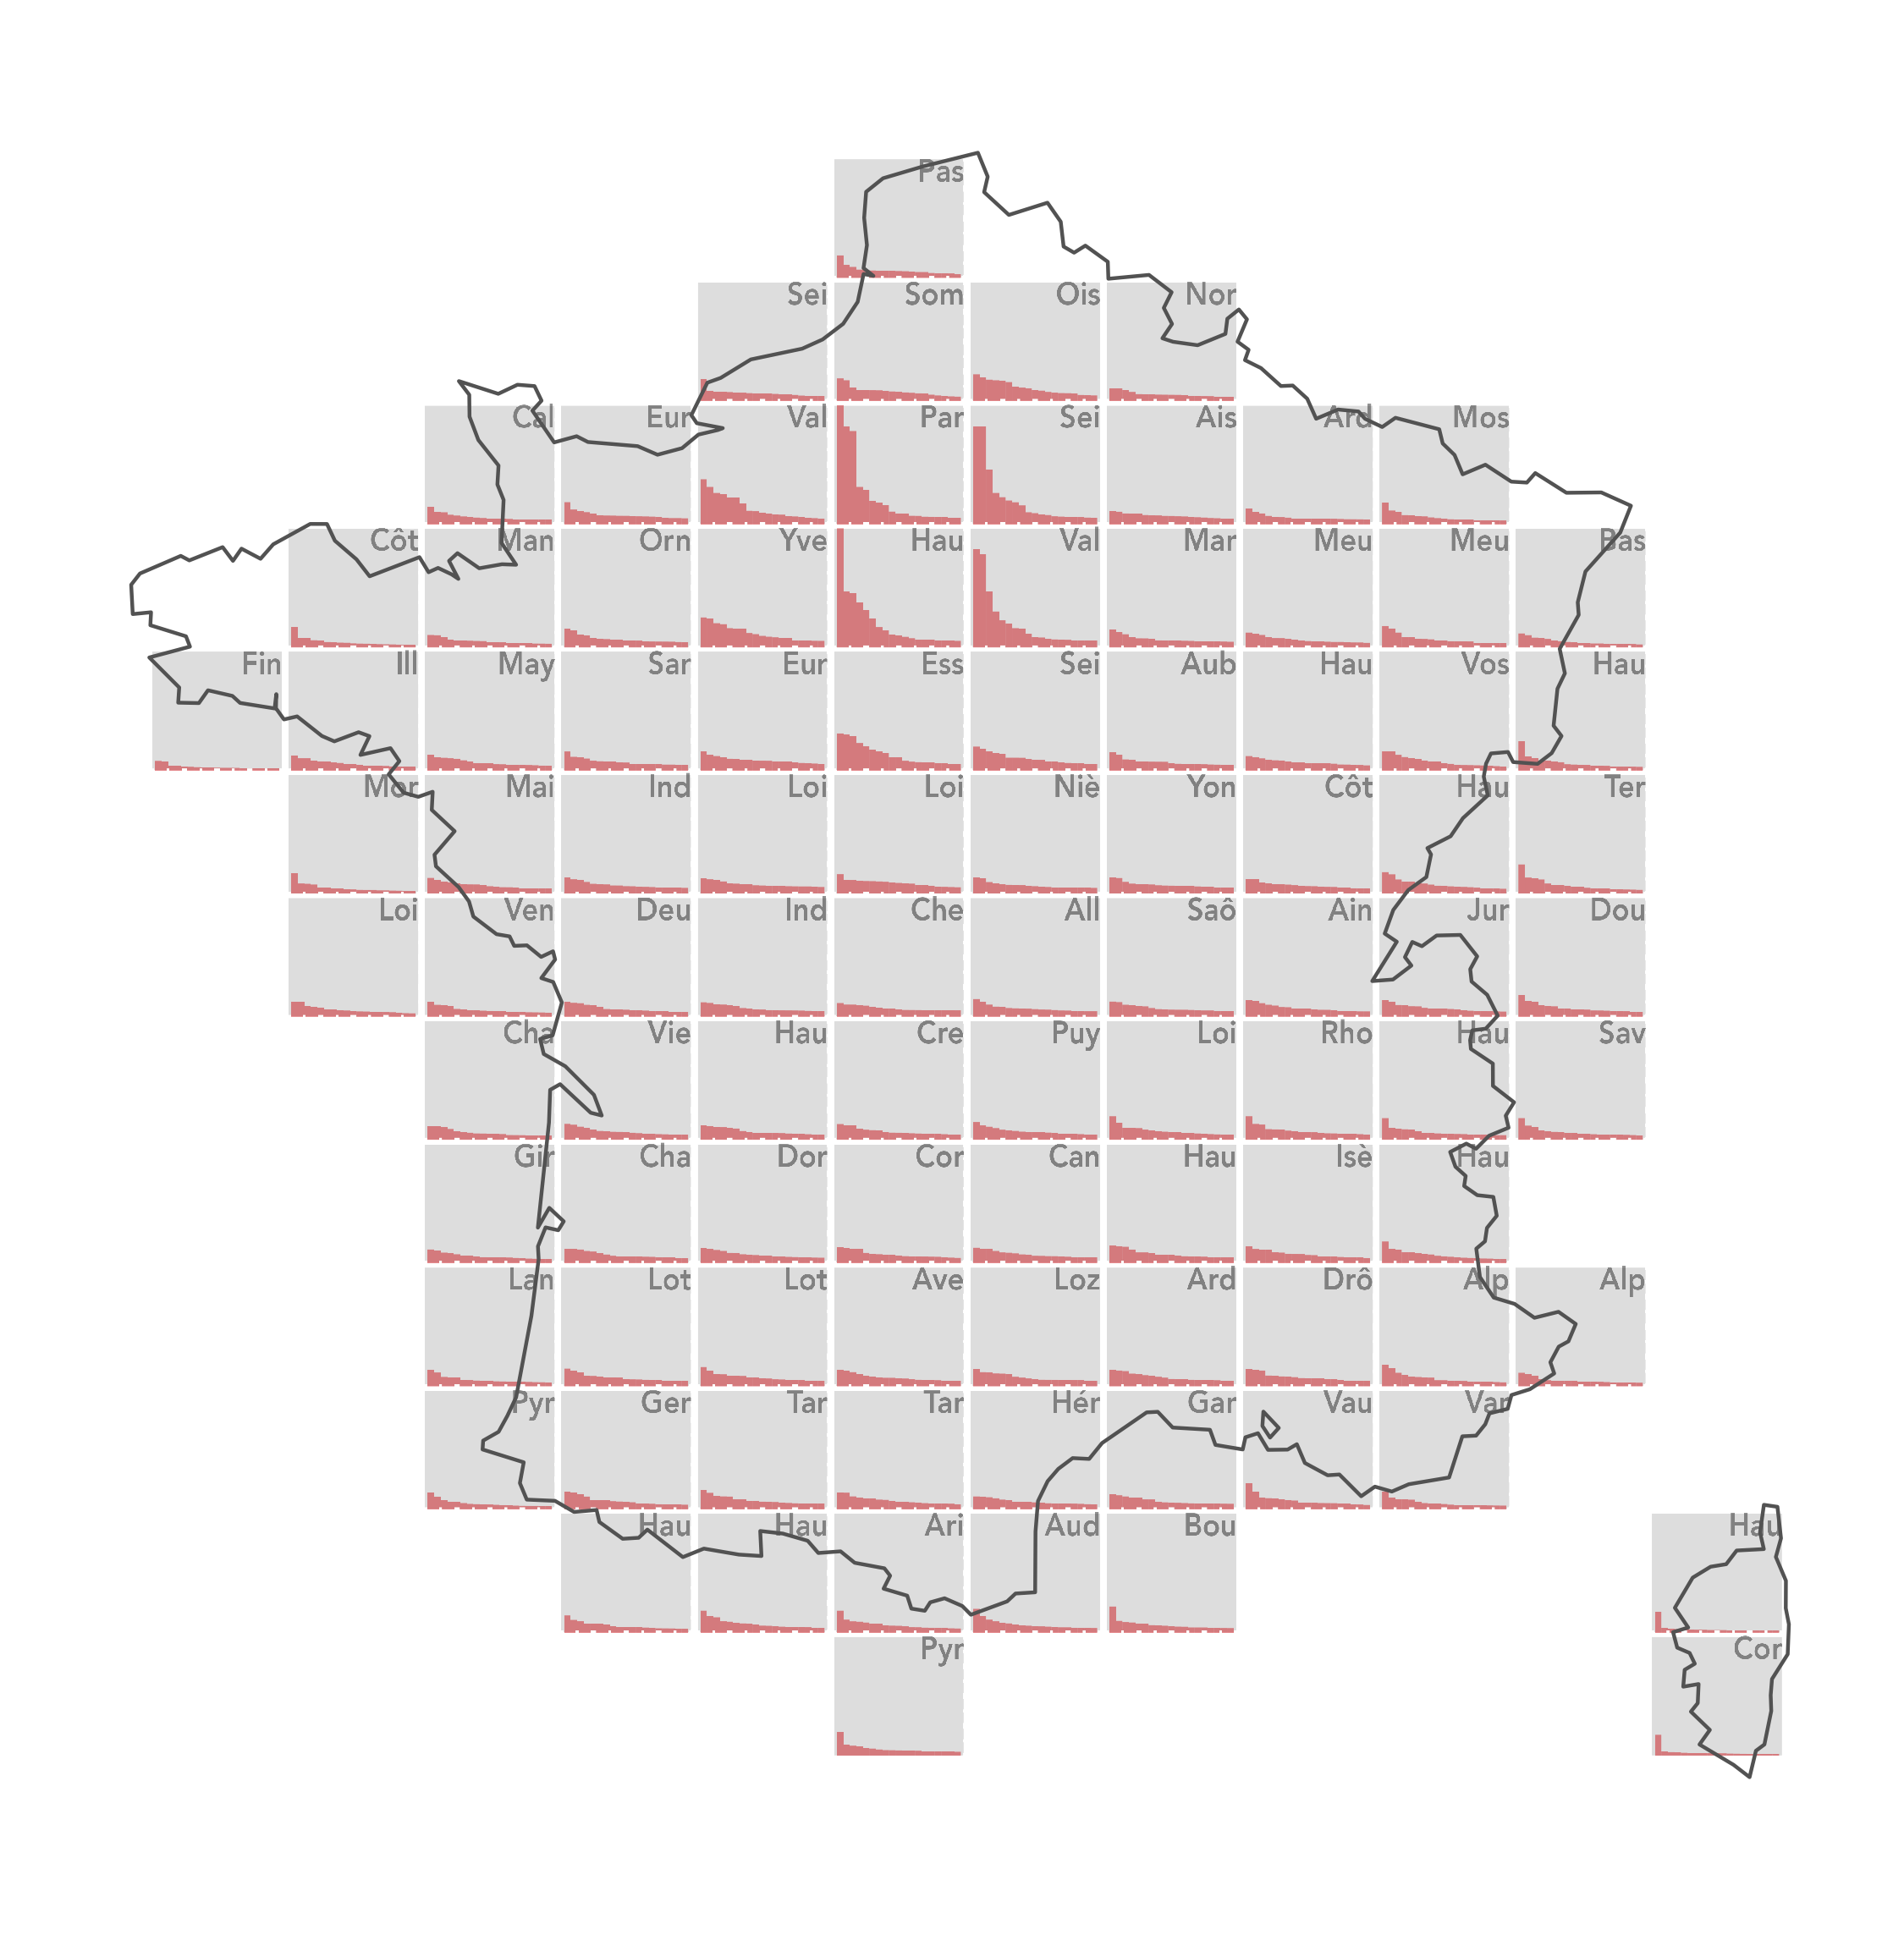 Pas
Sei Som Ois Nor
Cal Eur Val Par Sei Ais Ard Mos
Côt Man Orn Yve Hau Val Mar Meu Meu Bas
Fin Ill May Sar Eur Ess Sei Aub Hau Vos Hau
Mor Mai Ind Loi Loi Niè Yon Côt Hau Ter
Loi Ven Deu Ind Che All Saô Ain Jur Dou
Cha Vie Hau Cre Puy Loi Rho Hau Sav
Gir Cha Dor Cor Can Hau Isè Hau
Lan Lot Lot Ave Loz Ard Drô Alp Alp
Pyr Ger Tar Tar Hér Gar Vau Var
Hau Hau Ari Aud Bou Hau
Pyr Cor